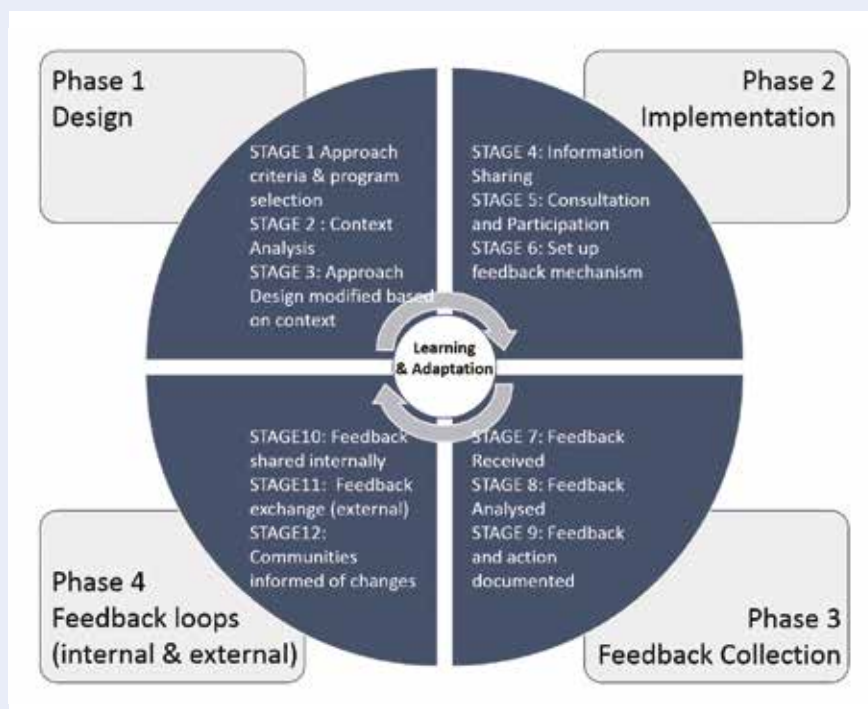 Phase 1
Design
STAGE 1 Approach
criteria & program
selection
STAGE 2 : Context
Analysis
STAGE 3: Approach
Design modified based
on context
Phase 2
Implementation
STAGE 4: Information
Sharing
STAGE 5: Consultation
and Participation
STAGE 6: Set up
feedback mechanism
Learning
& Adaptation
STAGE 7: Feedback
Received
STAGE 8: Feedback
Analysed
STAGE 9: Feedback
and action
documented
Phase 3
Feedback Collection
STAGE10: Feedback
shared internally
STAGE11: Feedback
exchange (external)
STAGE12:
Communities
informed of changes
Phase 4
Feedback loops
(internal & external)